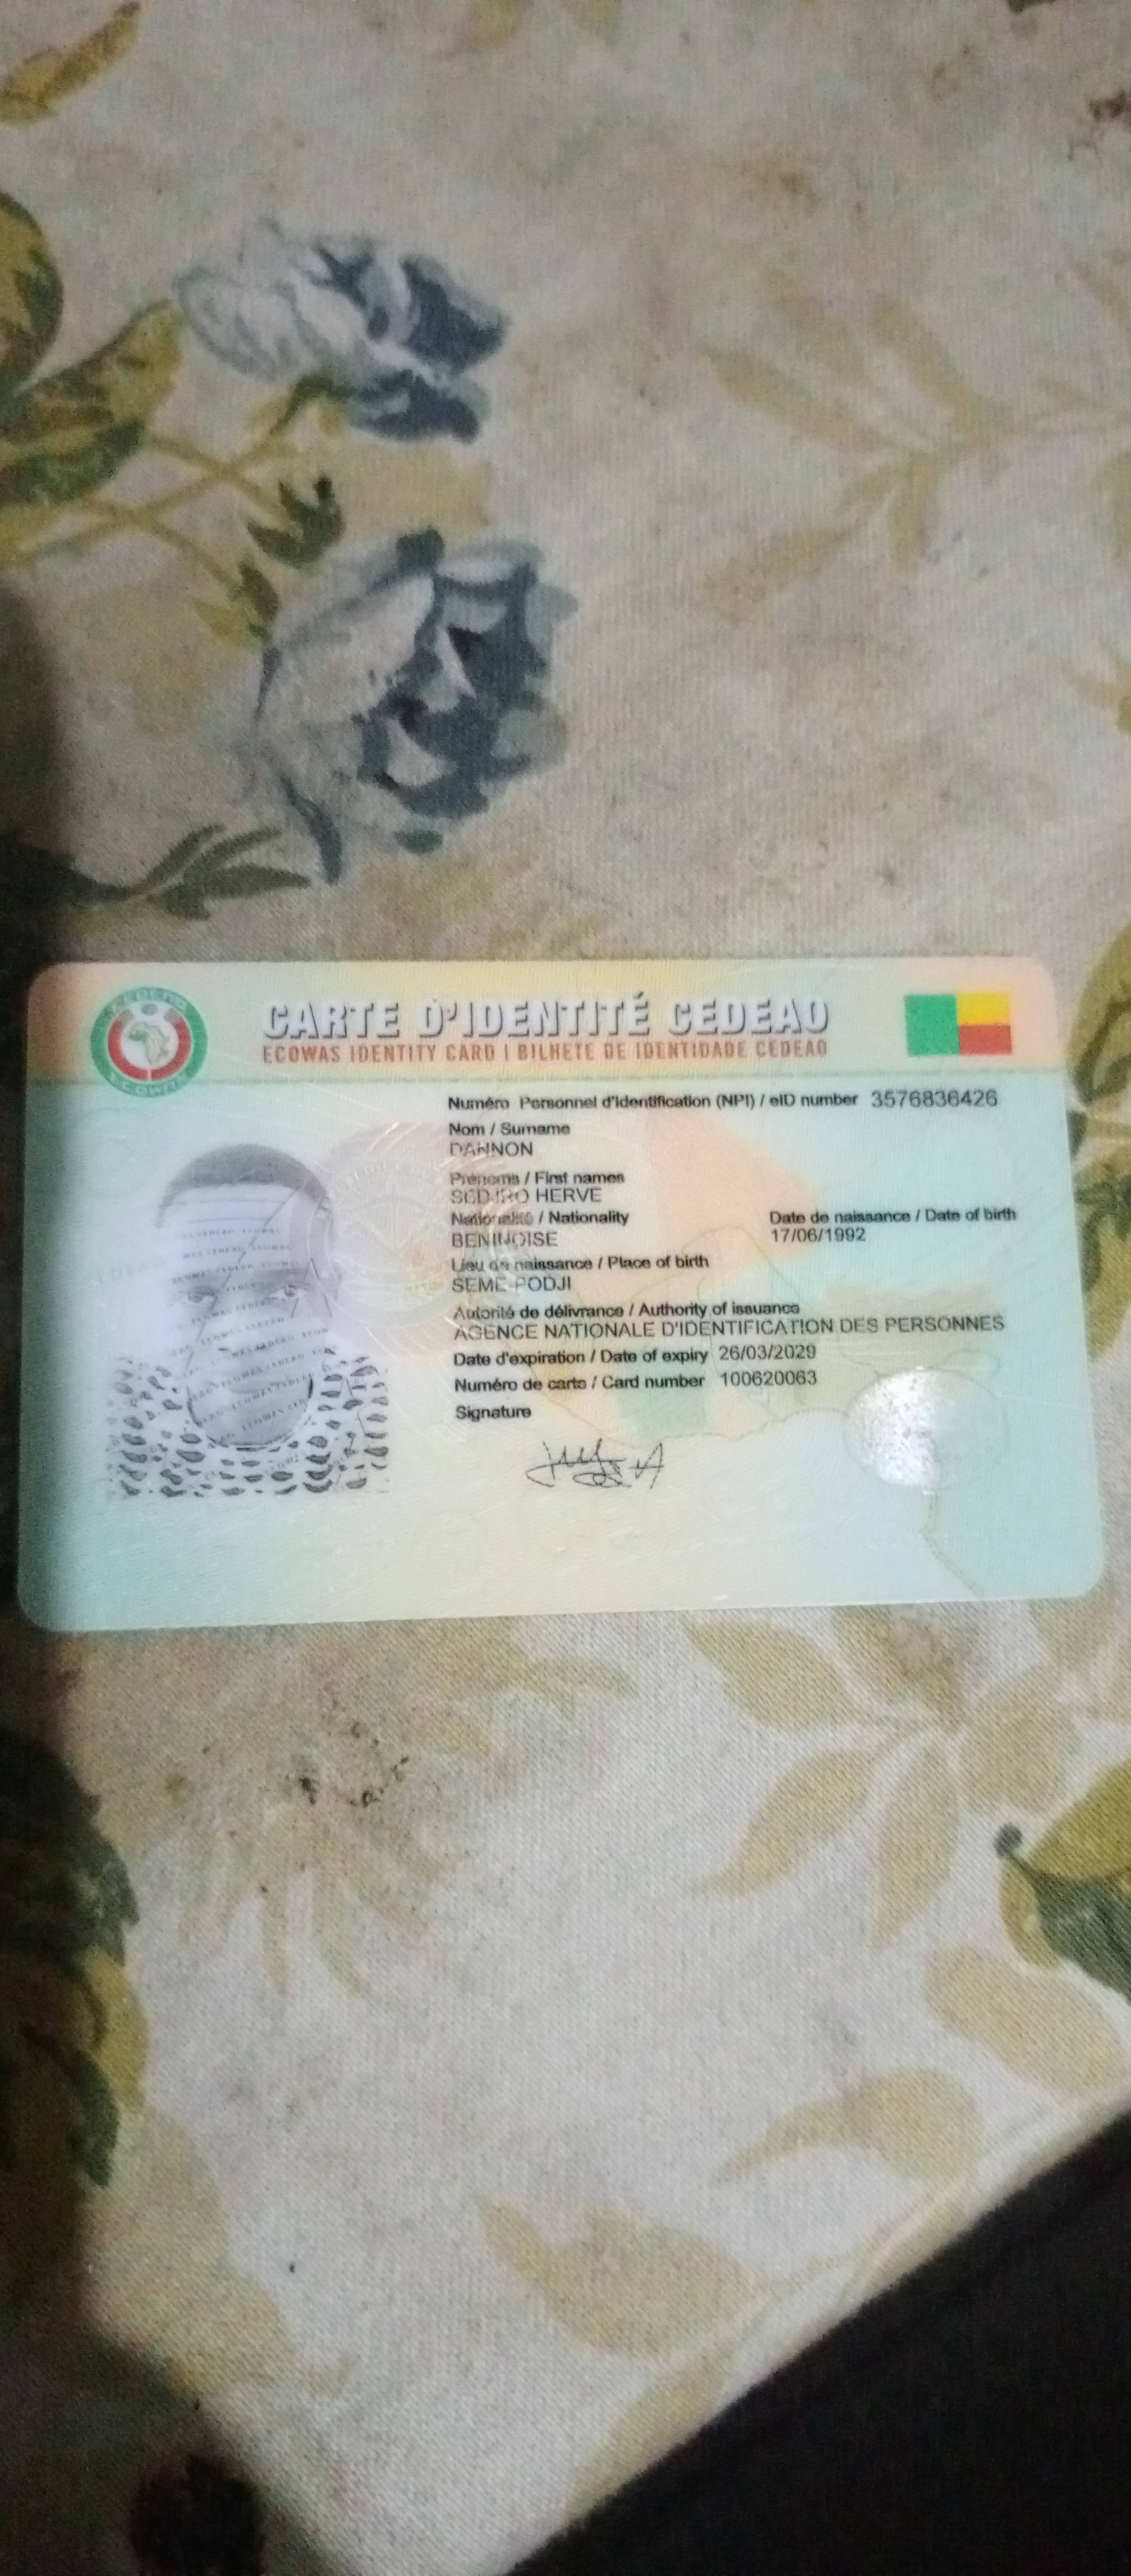 CEDEAO
ECOWAS
CARTE D'IDENTITÉ CEDEAO
ECOWAS IDENTITY CARD | BILHETE DE IDENTIDADE CEDEAO
Numéro Personnel d'Identification (NPI) / eID number 3576836426
Nom / Surname
DAHNON
Prénoms / First names
SEDJRO HERVE
Nationalité / Nationality
BENINOISE
Date de naissance / Date of birth
17/06/1992
Lieu de naissance / Place of birth
SEME-PODJI
Autorité de délivrance / Authority of issuance
AGENCE NATIONALE D'IDENTIFICATION DES PERSONNES
Date d'expiration / Date of expiry 26/03/2029
Numéro de carte / Card number 100620063
Signature